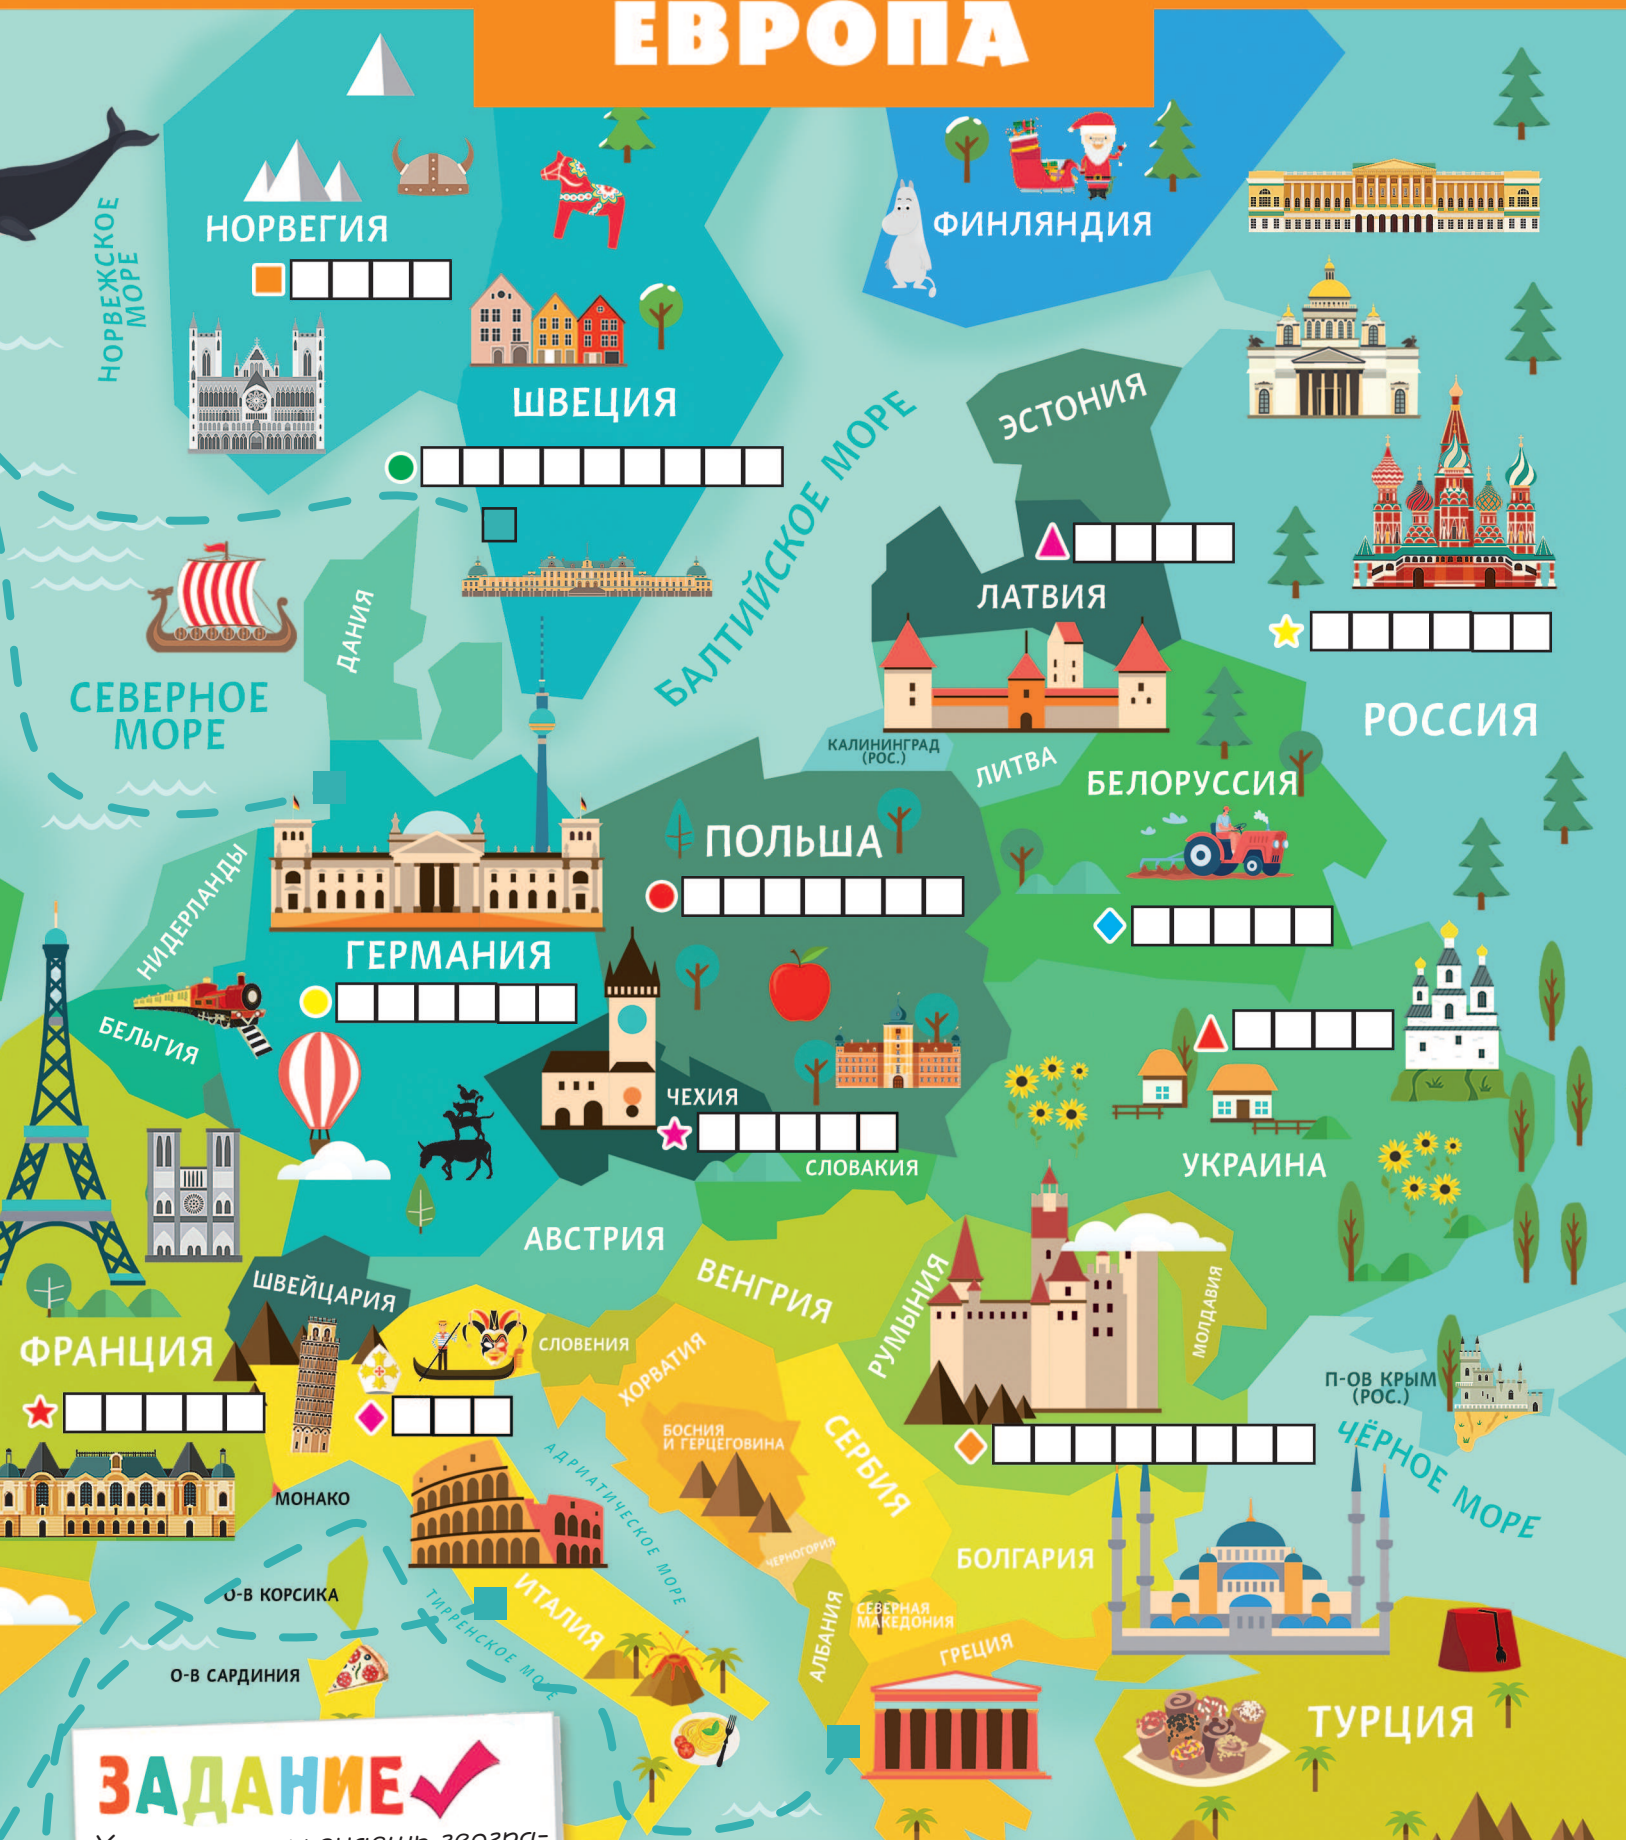 ЕВРОПА
НОРВЕЖСКОЕ
МОРЕ
НОРВЕГИЯ
ФИНЛЯНДИЯ
ШВЕЦИЯ
ЭСТОНИЯ
БАЛТИЙСКОЕ МОРЕ
ЛАТВИЯ
ДАНИЯ
СЕВЕРНОЕ
МОРЕ
РОССИЯ
КАЛИНИНГРАД
(РОС.)
ЛИТВА
БЕЛОРУССИЯ
ПОЛЬША
НИДЕРЛАНДЫ
ГЕРМАНИЯ
БЕЛЬГИЯ
ЧЕХИЯ
СЛОВАКИЯ
УКРАИНА
АВСТРИЯ
ШВЕЙЦАРИЯ
ВЕНГРИЯ
РУМЫНИЯ
МОЛДАВИЯ
ФРАНЦИЯ
СЛОВЕНИЯ
ХОРВАТИЯ
П-ОВ КРЫМ
(РОС.)
БОСНИЯ
И ГЕРЦЕГОВИНА
СЕРБИЯ
ЧЁРНОЕ МОРЕ
МОНАКО
АДРИАТИЧЕСКОЕ МОРЕ
ЧЕРНОГОРИЯ
БОЛГАРИЯ
О-В КОРСИКА
ИТАЛИЯ
ТИРРЕНСКОЕ МОРЕ
АЛБАНИЯ
СЕВЕРНАЯ
МАКЕДОНИЯ
ГРЕЦИЯ
О-В САРДИНИЯ
ТУРЦИЯ
ЗАДАНИЕ